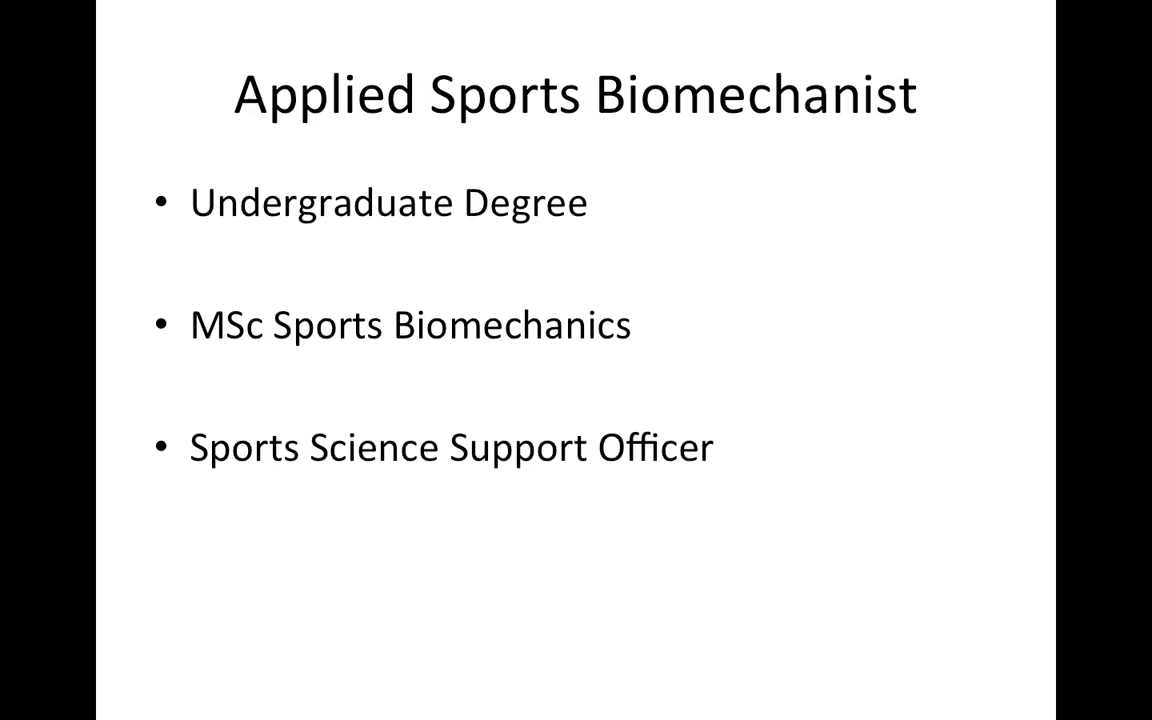 Applied Sports Biomechanist
• Undergraduate Degree
• MSc Sports Biomechanics
• Sports Science Support Officer